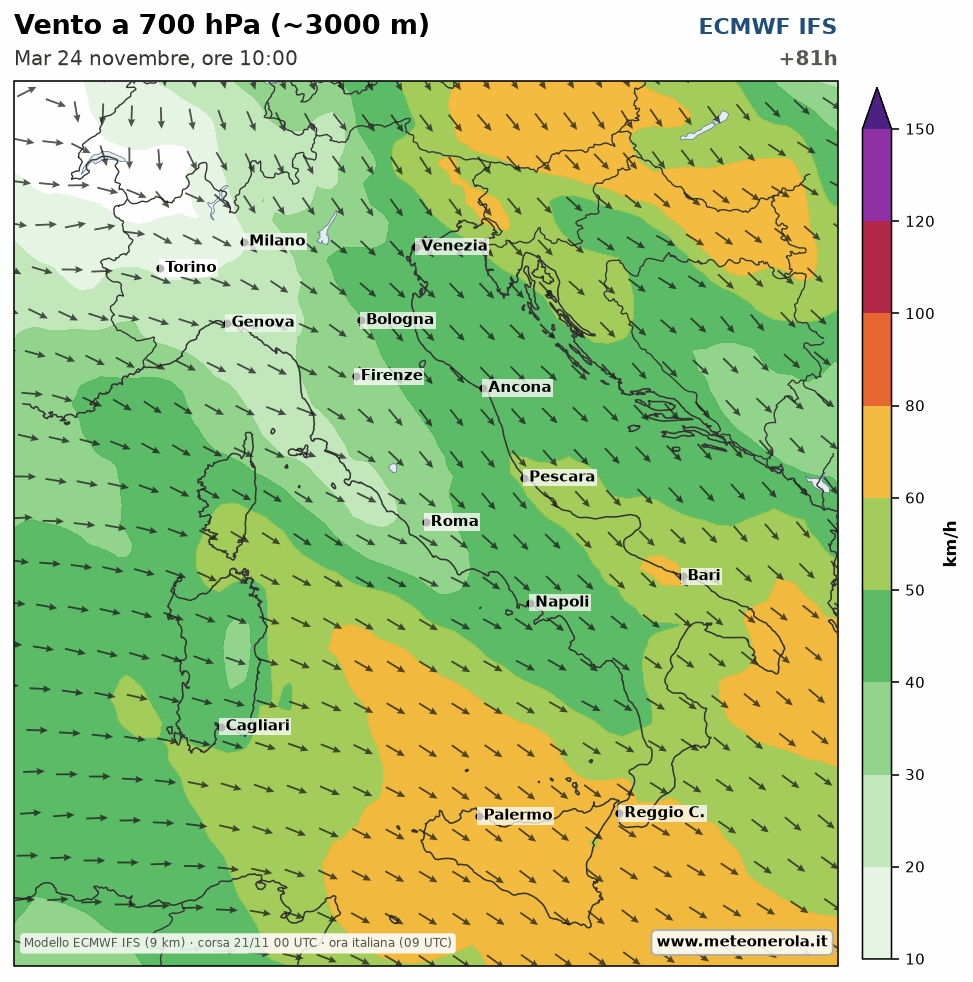 Vento a 700 hPa (~3000 m)
ECMWF IFS
Mar 24 novembre, ore 10:00
+81h
150
120
100
80
60
50
40
30
20
10
km/h
Milano
Venezia
Torino
Genova
Bologna
Firenze
Ancona
Pescara
Roma
Bari
Napoli
Cagliari
Palermo
Reggio C.
Modello ECMWF IFS (9 km) · corsa 21/11 00 UTC · ora italiana (09 UTC)
www.meteonerola.it